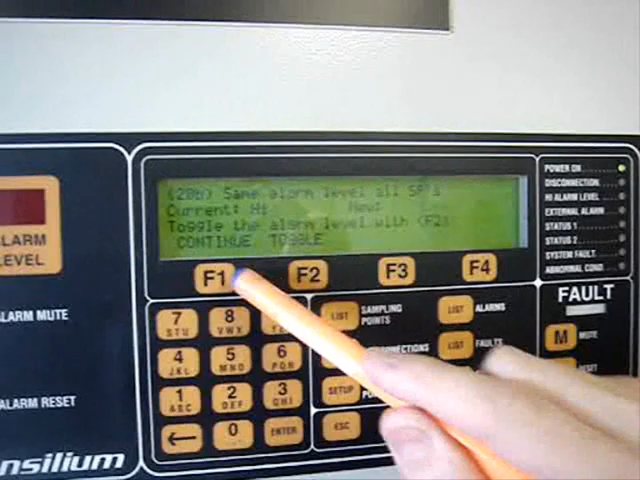 (20b) Same alarm level all SP's
Current: Hi New:
Toggle the alarm level with (F2)
CONTINUE TOGGLE
F1 F2 F3 F4
ALARM
LEVEL
ALARM MUTE
ALARM RESET
nsilium
7 STU
8 VWX
4 JKL
5 MNO
6 PQR
1 ABC
2 DEF
3 GHI
←
0
ENTER
LIST SAMPLING POINTS
LIST ALARMS
LIST FAULTS
SETUP
ESC
POWER ON
DISCONNECTION
HI ALARM LEVEL
EXTERNAL ALARM
STATUS 1
STATUS 2
SYSTEM FAULT
ABNORMAL COND.
FAULT
M MUTE